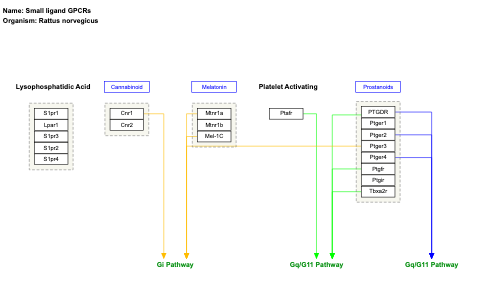 Name: Small ligand GPCRs
Organism: Rattus norvegicus
Lysophosphatidic Acid
Cannabinoid
Melatonin
Platelet Activating
Prostanoids
S1pr1
Lpar1
S1pr3
S1pr2
S1pr4
Cnr1
Cnr2
Mtnr1a
Mtnr1b
Mel-1C
Ptafr
PTGDR
Ptger1
Ptger2
Ptger3
Ptger4
Ptgfr
Ptgir
Tbxa2r
Gi Pathway
Gq/G11 Pathway
Gq/G11 Pathway